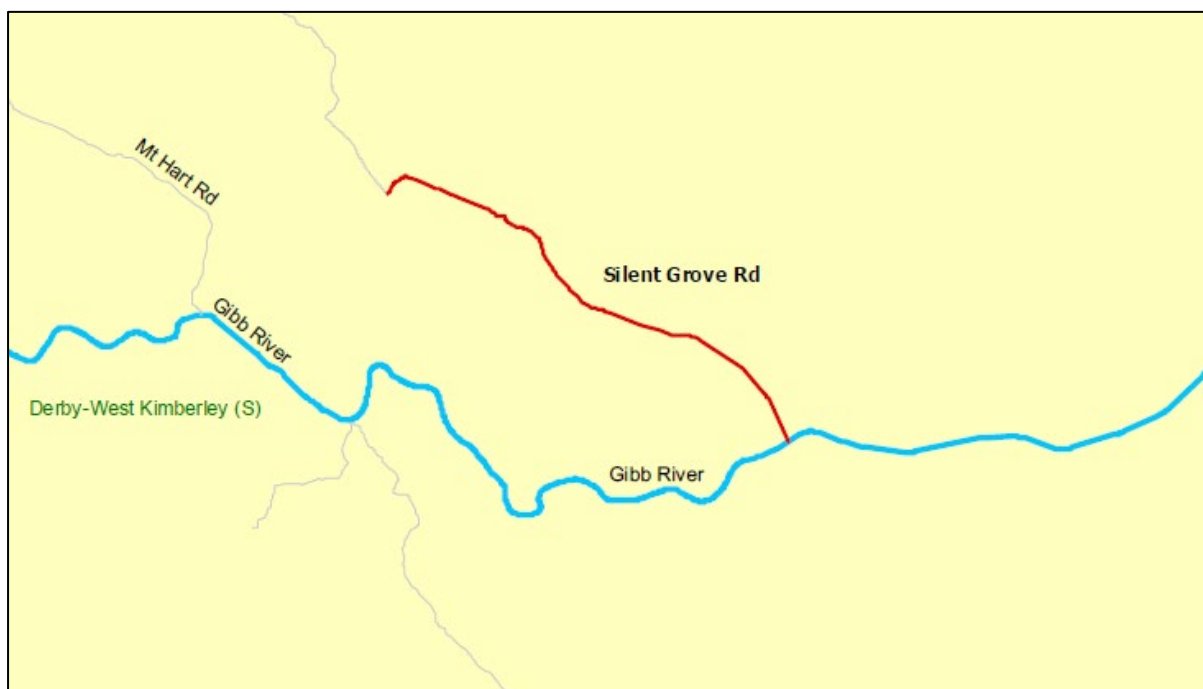 Mt Hart Rd
Silent Grove Rd
Gibb River
Derby-West Kimberley (S)
Gibb River